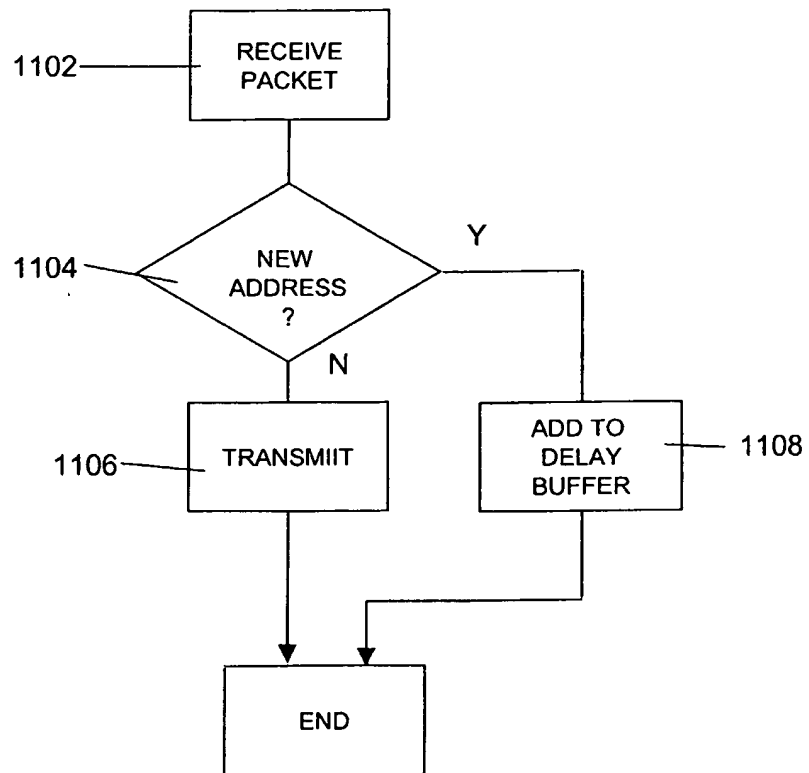 1102
RECEIVE
PACKET
1104
NEW
ADDRESS
?
Y
N
1106
TRANSMIIT
ADD TO
DELAY
BUFFER
1108
END